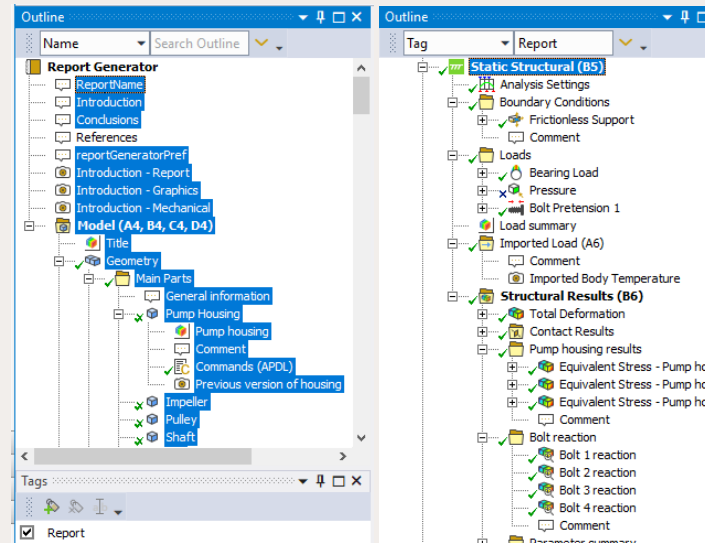 Outline
Name
Search Outline
Report Generator
ReportName
Introduction
Conclusions
References
reportGeneratorPref
Introduction - Report
Introduction - Graphics
Introduction - Mechanical
Model (A4, B4, C4, D4)
Title
Geometry
Main Parts
General information
Pump Housing
Pump housing
Comment
Commands (APDL)
Previous version of housing
Impeller
Pulley
Shaft
Tags
Report
Outline
Tag
Report
Static Structural (B5)
Analysis Settings
Boundary Conditions
Frictionless Support
Comment
Loads
Bearing Load
Pressure
Bolt Pretension 1
Load summary
Imported Load (A6)
Comment
Imported Body Temperature
Structural Results (B6)
Total Deformation
Contact Results
Pump housing results
Equivalent Stress - Pump ho
Equivalent Stress - Pump ho
Equivalent Stress - Pump ho
Comment
Bolt reaction
Bolt 1 reaction
Bolt 2 reaction
Bolt 3 reaction
Bolt 4 reaction
Comment
Parameter summary